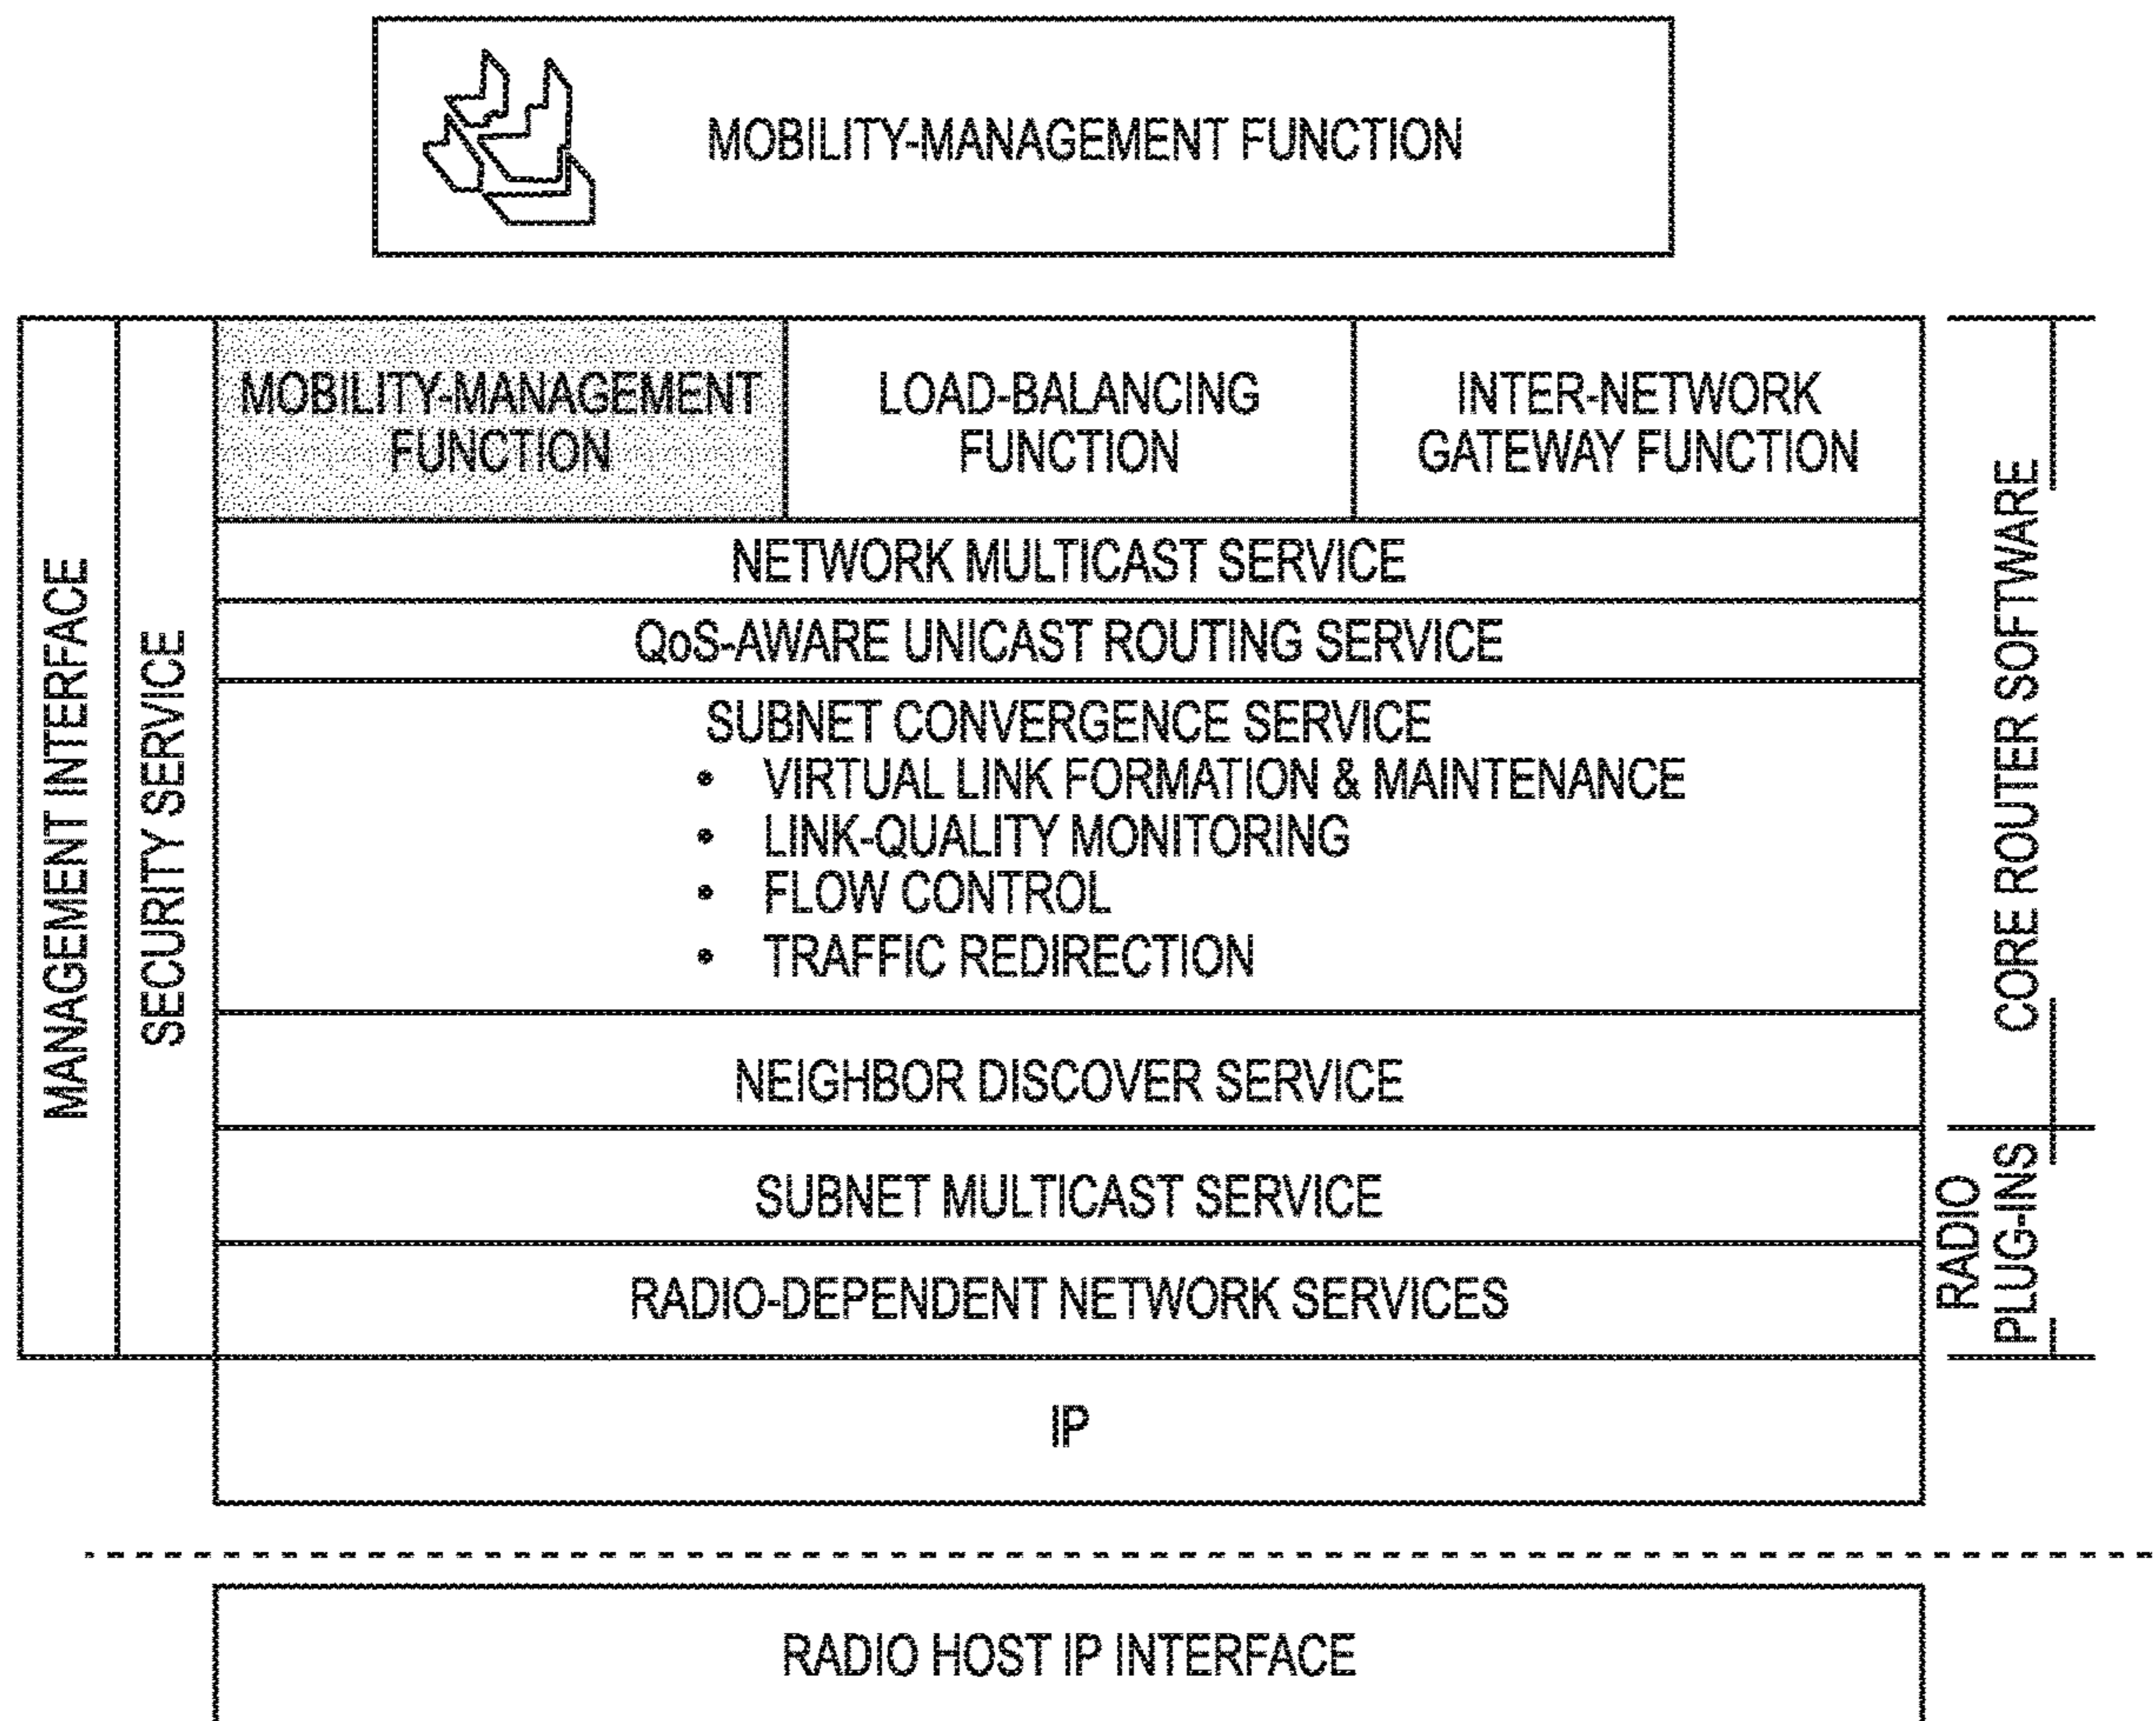 MOBILITY-MANAGEMENT FUNCTION
MANAGEMENT INTERFACE
SECURITY SERVICE
MOBILITY-MANAGEMENT
FUNCTION
LOAD-BALANCING
FUNCTION
INTER-NETWORK
GATEWAY FUNCTION
NETWORK MULTICAST SERVICE
QoS-AWARE UNICAST ROUTING SERVICE
SUBNET CONVERGENCE SERVICE
• VIRTUAL LINK FORMATION & MAINTENANCE
• LINK-QUALITY MONITORING
• FLOW CONTROL
• TRAFFIC REDIRECTION
NEIGHBOR DISCOVER SERVICE
SUBNET MULTICAST SERVICE
RADIO-DEPENDENT NETWORK SERVICES
IP
CORE ROUTER SOFTWARE
RADIO
PLUG-INS
RADIO HOST IP INTERFACE